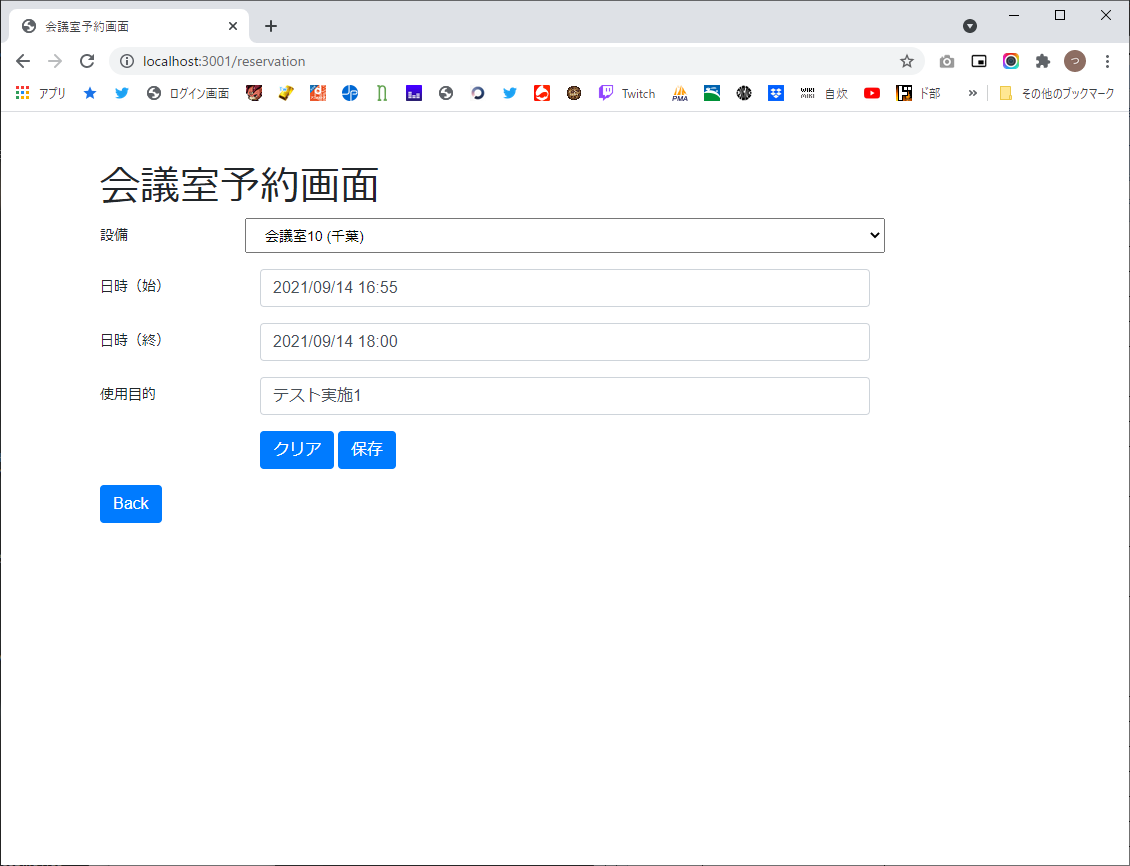 会議室予約画面
localhost:3001/reservation
つ
アプリ ログイン画面 Twitch PMA WIKI WIKI 自炊 ド部 » その他のブックマーク
会議室予約画面
設備 会議室10 (千葉)
日時（始） 2021/09/14 16:55
日時（終） 2021/09/14 18:00
使用目的 テスト実施1
クリア 保存
Back